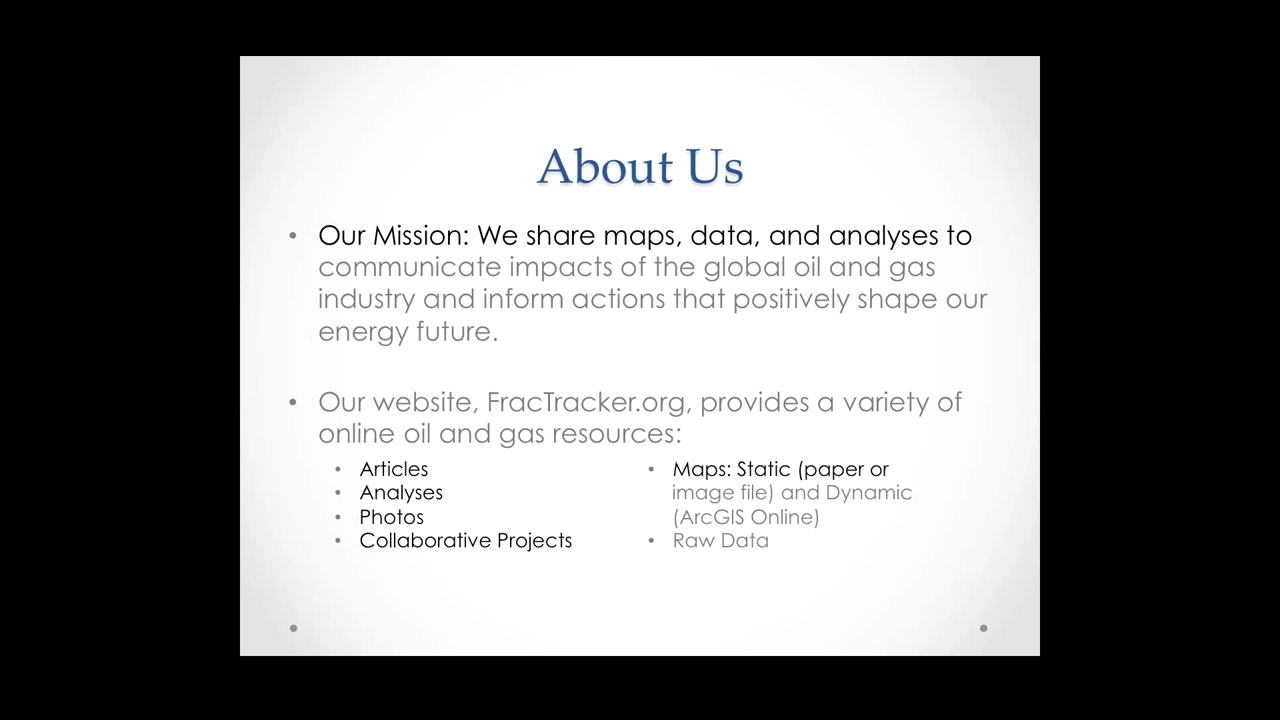 About Us
• Our Mission: We share maps, data, and analyses to
communicate impacts of the global oil and gas
industry and inform actions that positively shape our
energy future.
• Our website, FracTracker.org, provides a variety of
online oil and gas resources:
• Articles
• Analyses
• Photos
• Collaborative Projects
• Maps: Static (paper or
image file) and Dynamic
(ArcGIS Online)
• Raw Data